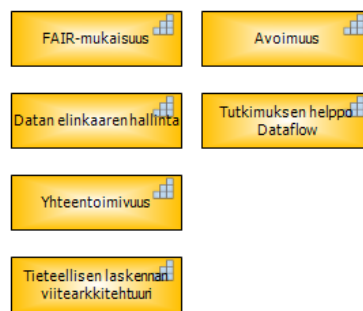 FAIR-mukaisuus
Avoimuus
Datan elinkaaren hallinta
Tutkimuksen helppo
Dataflow
Yhteentoimivuus
Tieteellisen laskennan
viitearkkitehtuuri